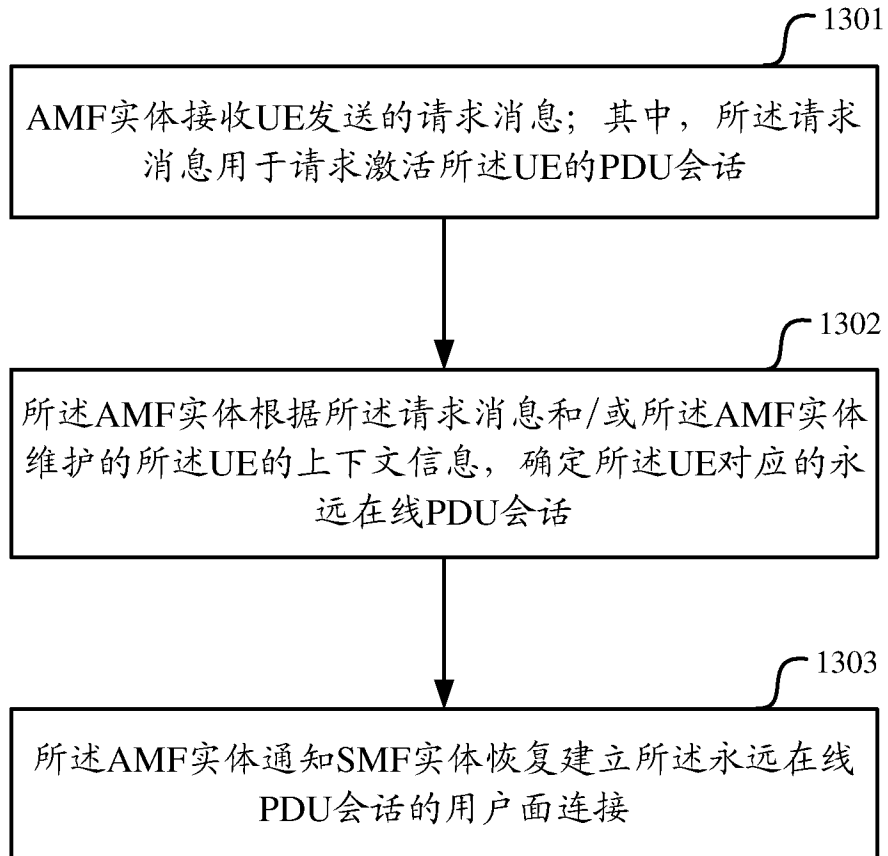 1301
AMF实体接收UE发送的请求消息；其中，所述请求
消息用于请求激活所述UE的PDU会话
1302
所述AMF实体根据所述请求消息和/或所述AMF实体
维护的所述UE的上下文信息，确定所述UE对应的永
远在线PDU会话
1303
所述AMF实体通知SMF实体恢复建立所述永远在线
PDU会话的用户面连接